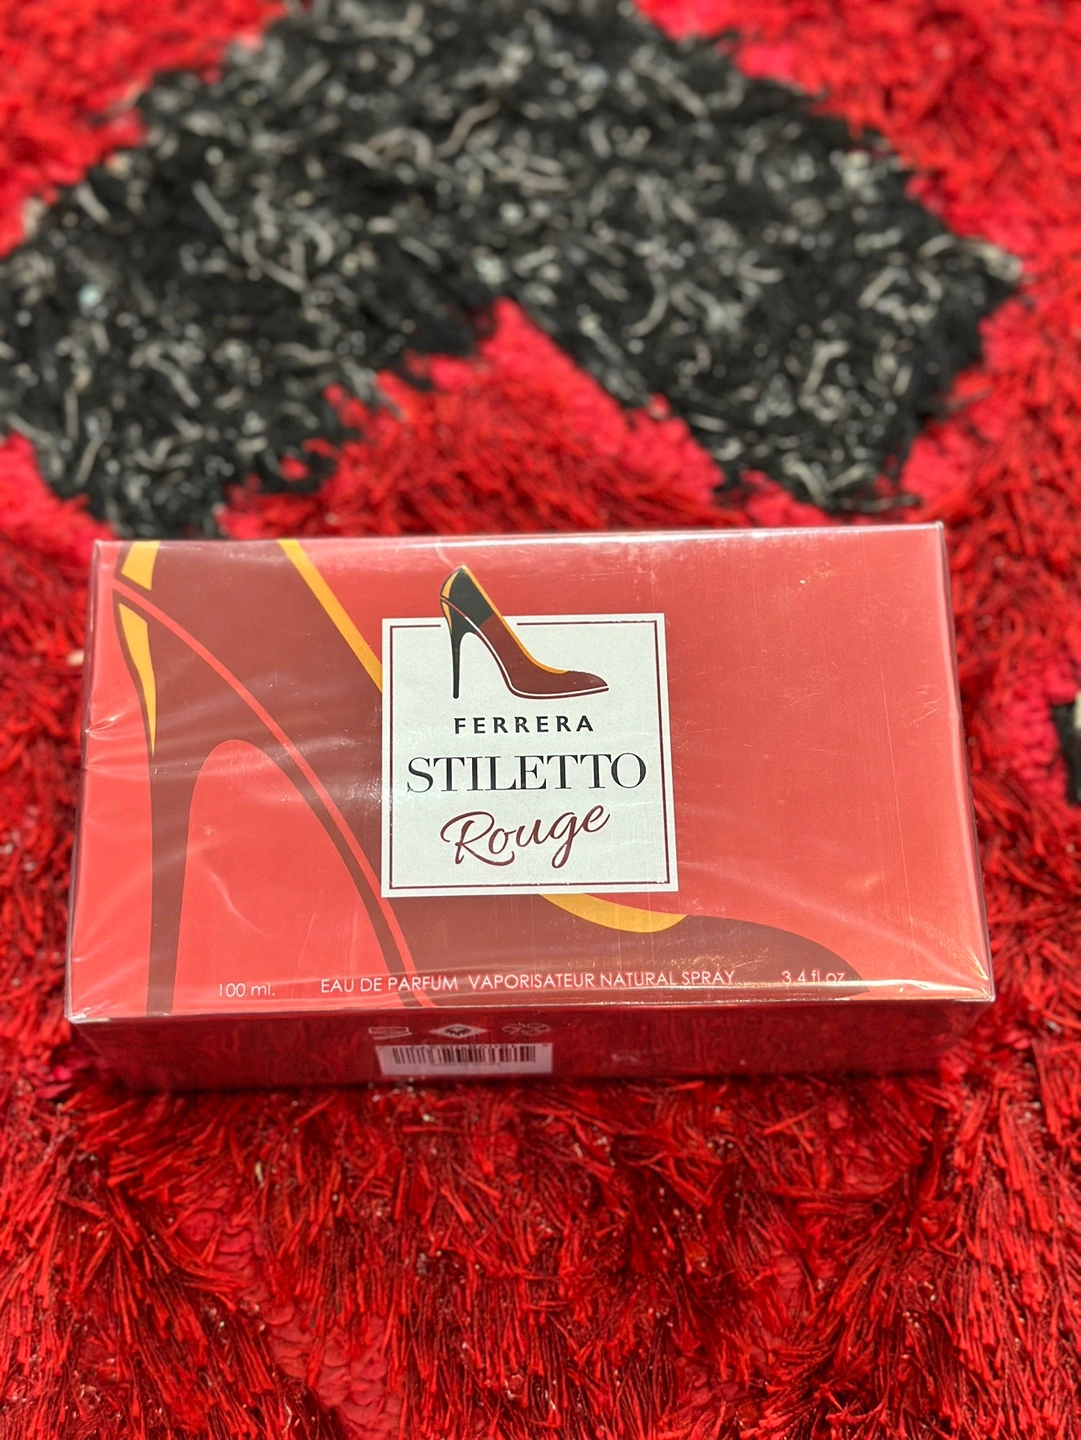 FERRERA
STILETTO
Rouge
100 ml. EAU DE PARFUM VAPORISATEUR NATURAL SPRAY 3.4 fl oz